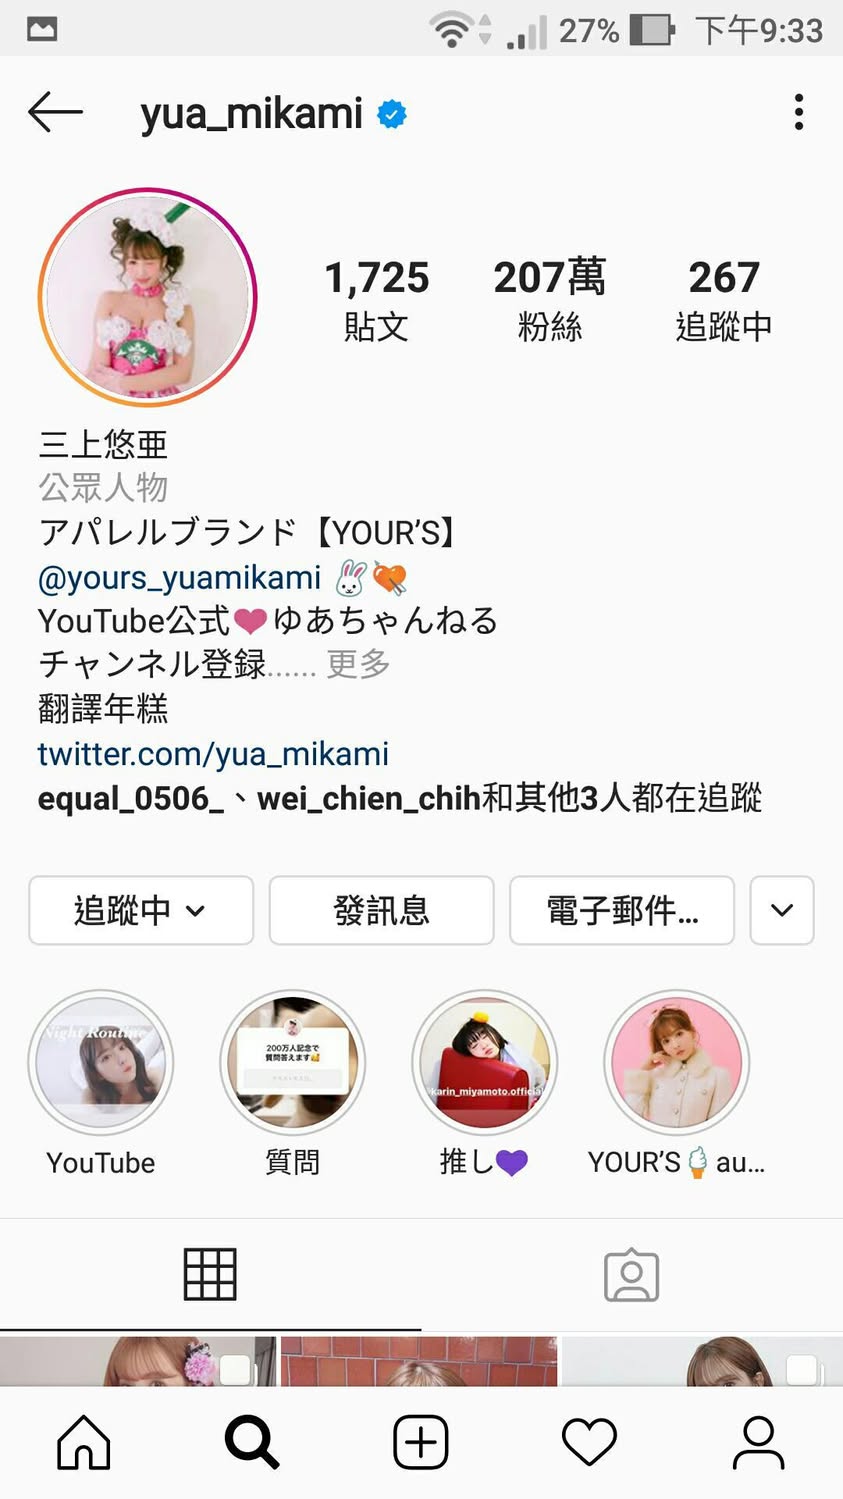 27% 下午9:33
yua_mikami
1,725 207萬 267
貼文 粉絲 追蹤中
三上悠亜
公眾人物
アパレルブランド【YOUR’S】
@yours_yuamikami 🐰💘
YouTube公式❤ゆあちゃんねる
チャンネル登録...... 更多
翻譯年糕
twitter.com/yua_mikami
equal_0506_、wei_chien_chih和其他3人都在追蹤
追蹤中 發訊息 電子郵件...
Night Routine
200万人記念で
質問答えます🥰
karin_miyamoto.official
YouTube 質問 推し💜 YOUR’S🍦au...